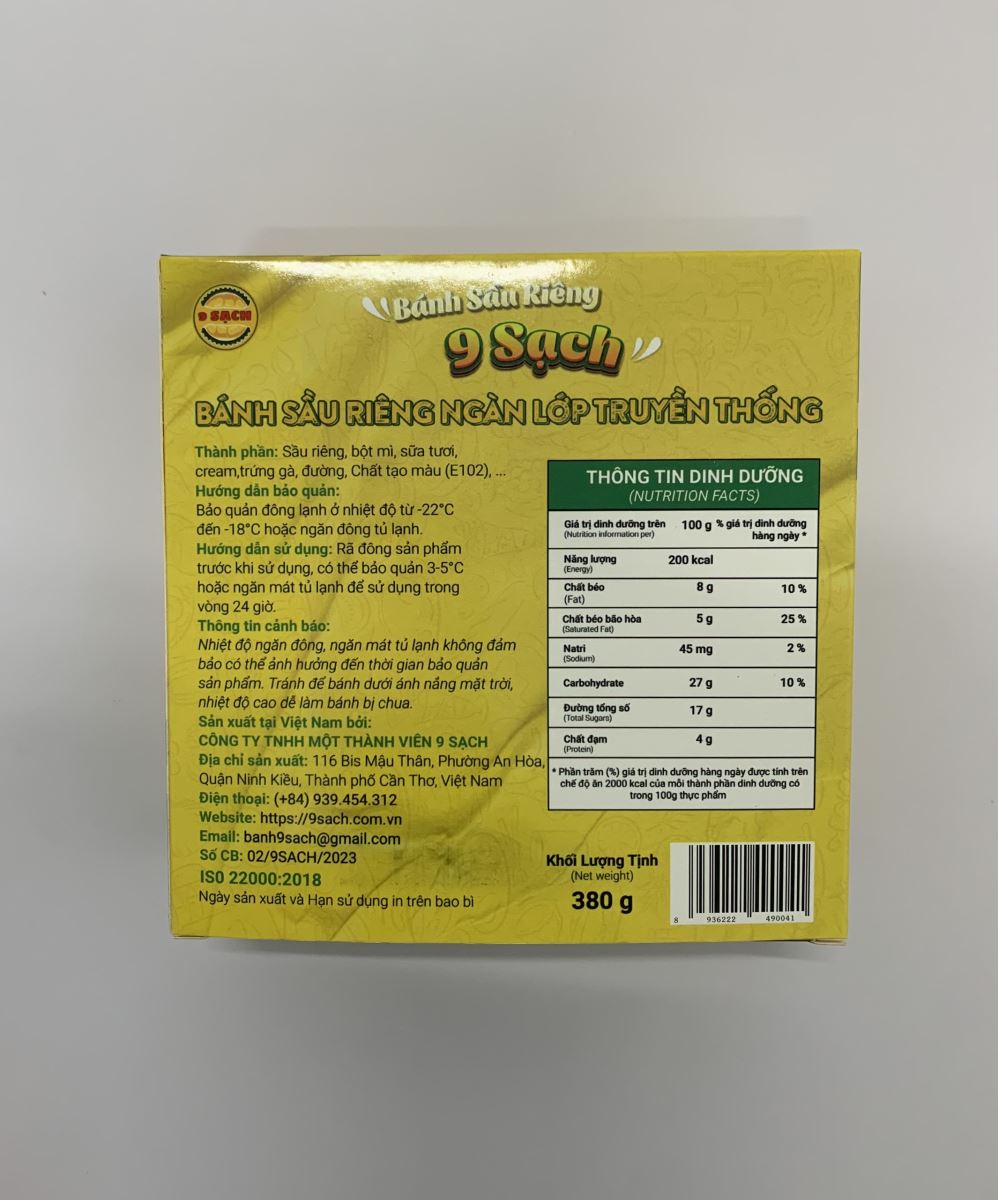 9 SẠCH
Bánh Sầu Riêng
9 Sạch
BÁNH SẦU RIÊNG NGÀN LỚP TRUYỀN THỐNG
Thành phần: Sầu riêng, bột mì, sữa tươi,
cream,trứng gà, đường, Chất tạo màu (E102), ...
Hướng dẫn bảo quản:
Bảo quản đông lạnh ở nhiệt độ từ -22°C
đến -18°C hoặc ngăn đông tủ lạnh.
Hướng dẫn sử dụng: Rã đông sản phẩm
trước khi sử dụng, có thể bảo quản 3-5°C
hoặc ngăn mát tủ lạnh để sử dụng trong
vòng 24 giờ.
Thông tin cảnh báo:
Nhiệt độ ngăn đông, ngăn mát tủ lạnh không đảm
bảo có thể ảnh hưởng đến thời gian bảo quản
sản phẩm. Tránh để bánh dưới ánh nắng mặt trời,
nhiệt độ cao dễ làm bánh bị chua.
Sản xuất tại Việt Nam bởi:
CÔNG TY TNHH MỘT THÀNH VIÊN 9 SẠCH
Địa chỉ sản xuất: 116 Bis Mậu Thân, Phường An Hòa,
Quận Ninh Kiều, Thành phố Cần Thơ, Việt Nam
Điện thoại: (+84) 939.454.312
Website: https://9sach.com.vn
Email: banh9sach@gmail.com
Số CB: 02/9SACH/2023
ISO 22000:2018
Ngày sản xuất và Hạn sử dụng in trên bao bì
THÔNG TIN DINH DƯỠNG
(NUTRITION FACTS)
Giá trị dinh dưỡng trên 100 g % giá trị dinh dưỡng
(Nutrition information per) hàng ngày *
Năng lượng 200 kcal
(Energy)
Chất béo 8 g 10 %
(Fat)
Chất béo bão hòa 5 g 25 %
(Saturated Fat)
Natri 45 mg 2 %
(Sodium)
Carbohydrate 27 g 10 %
Đường tổng số 17 g
(Total Sugars)
Chất đạm 4 g
(Protein)
* Phần trăm (%) giá trị dinh dưỡng hàng ngày được tính trên
chế độ ăn 2000 kcal của mỗi thành phần dinh dưỡng có
trong 100g thực phẩm
Khối Lượng Tịnh
(Net weight)
380 g
8 936222 490041